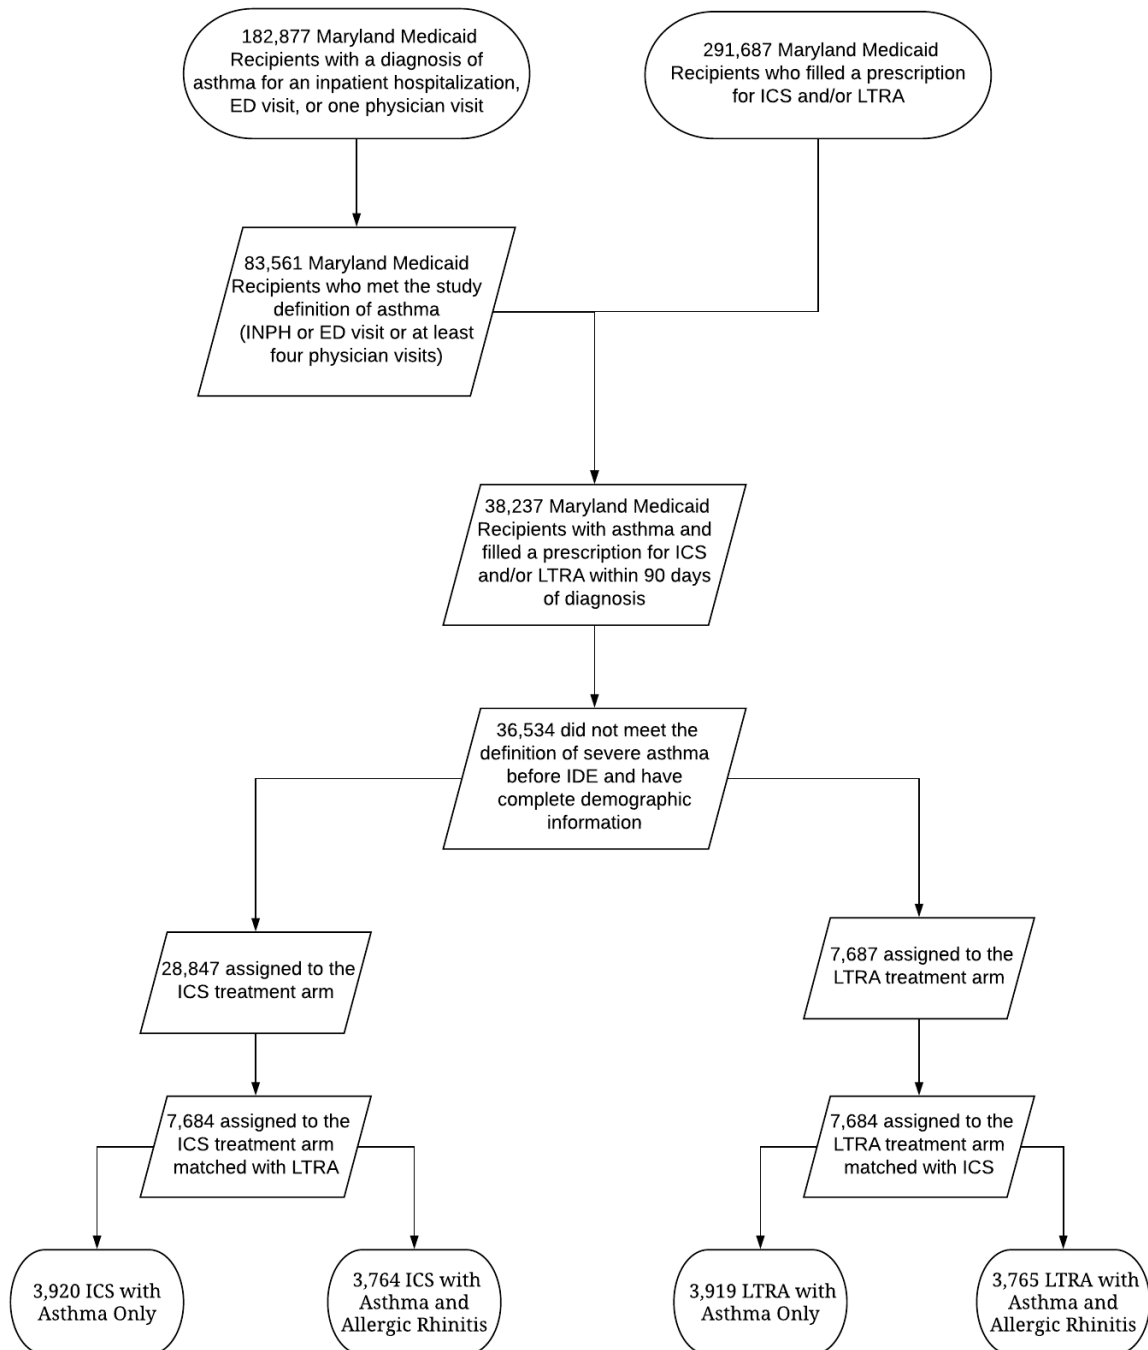 182,877 Maryland Medicaid
Recipients with a diagnosis of
asthma for an inpatient hospitalization,
ED visit, or one physician visit
291,687 Maryland Medicaid
Recipients who filled a prescription
for ICS and/or LTRA
83,561 Maryland Medicaid
Recipients who met the study
definition of asthma
(INPH or ED visit or at least
four physician visits)
38,237 Maryland Medicaid
Recipients with asthma and
filled a prescription for ICS
and/or LTRA within 90 days
of diagnosis
36,534 did not meet the
definition of severe asthma
before IDE and have
complete demographic
information
28,847 assigned to the
ICS treatment arm
7,687 assigned to the
LTRA treatment arm
7,684 assigned to the
ICS treatment arm
matched with LTRA
7,684 assigned to the
LTRA treatment arm
matched with ICS
3,920 ICS with
Asthma Only
3,764 ICS with
Asthma and
Allergic Rhinitis
3,919 LTRA with
Asthma Only
3,765 LTRA with
Asthma and
Allergic Rhinitis